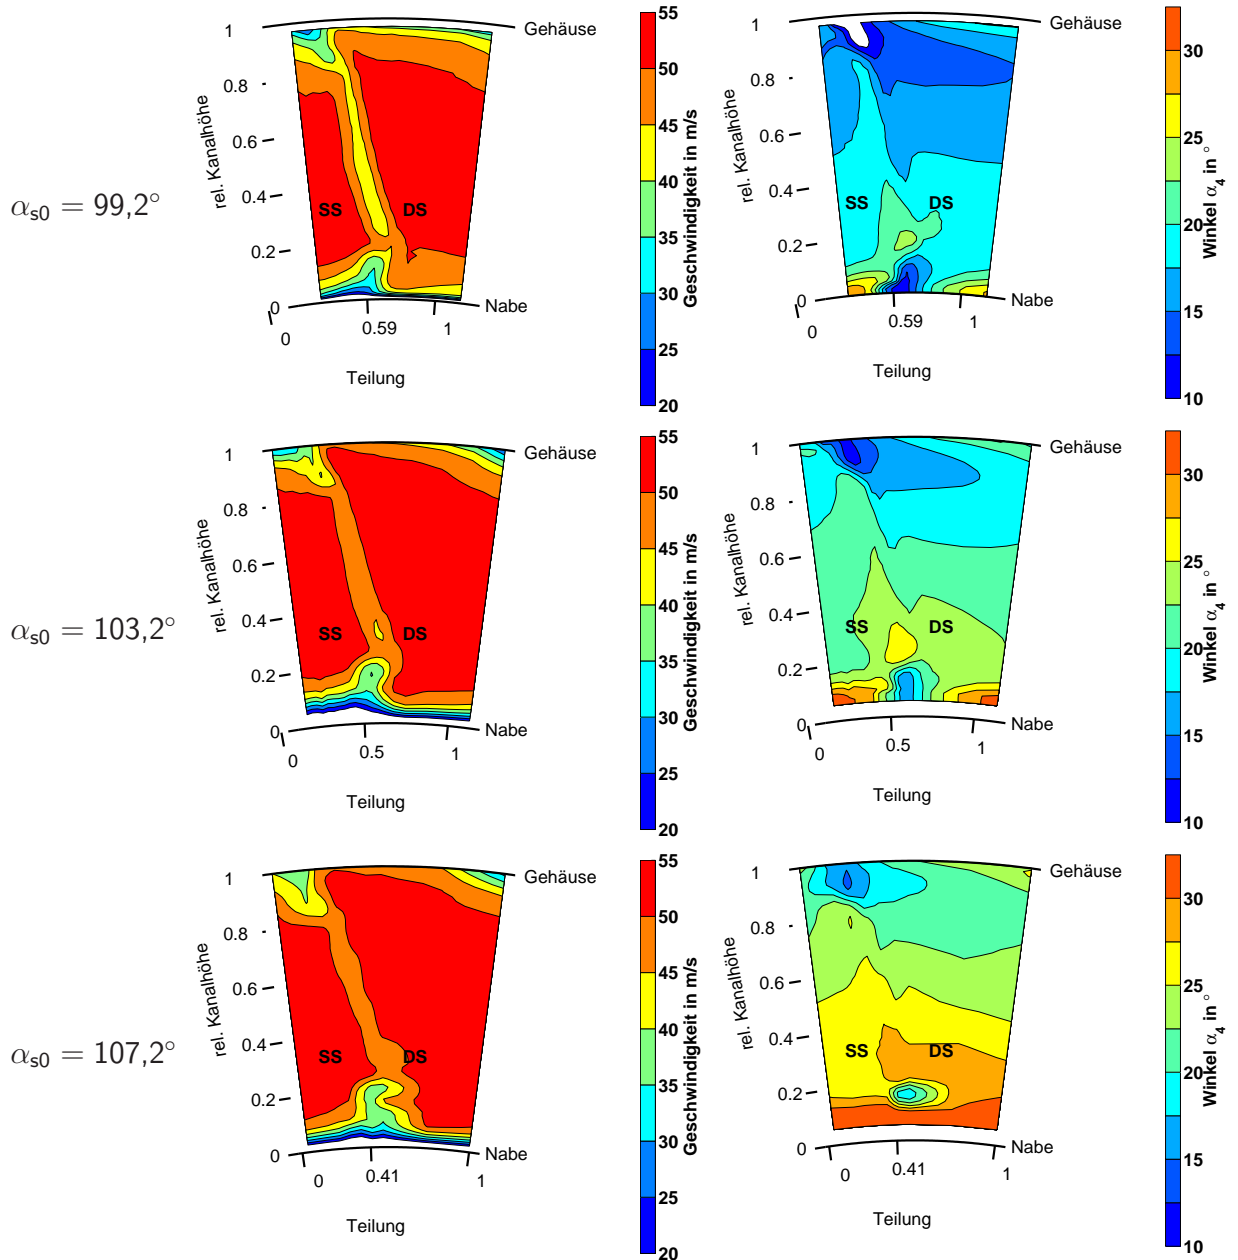 1
0.8
0.6
0.4
0.2
0
rel. Kanalhöhe
SS
DS
Gehäuse
Nabe
0
0.59
1
Teilung
55
50
45
40
35
30
25
20
Geschwindigkeit in m/s
1
0.8
0.6
0.4
0.2
0
rel. Kanalhöhe
SS
DS
Gehäuse
Nabe
0
0.59
1
Teilung
30
25
20
15
10
Winkel α4 in °
αs0 = 99,2°
1
0.8
0.6
0.4
0.2
0
rel. Kanalhöhe
SS
DS
Gehäuse
Nabe
0
0.5
1
Teilung
55
50
45
40
35
30
25
20
Geschwindigkeit in m/s
1
0.8
0.6
0.4
0.2
0
rel. Kanalhöhe
SS
DS
Gehäuse
Nabe
0
0.5
1
Teilung
30
25
20
15
10
Winkel α4 in °
αs0 = 103,2°
1
0.8
0.6
0.4
0.2
0
rel. Kanalhöhe
SS
DS
Gehäuse
Nabe
0
0.41
1
Teilung
55
50
45
40
35
30
25
20
Geschwindigkeit in m/s
1
0.8
0.6
0.4
0.2
0
rel. Kanalhöhe
SS
DS
Gehäuse
Nabe
0
0.41
1
Teilung
30
25
20
15
10
Winkel α4 in °
αs0 = 107,2°